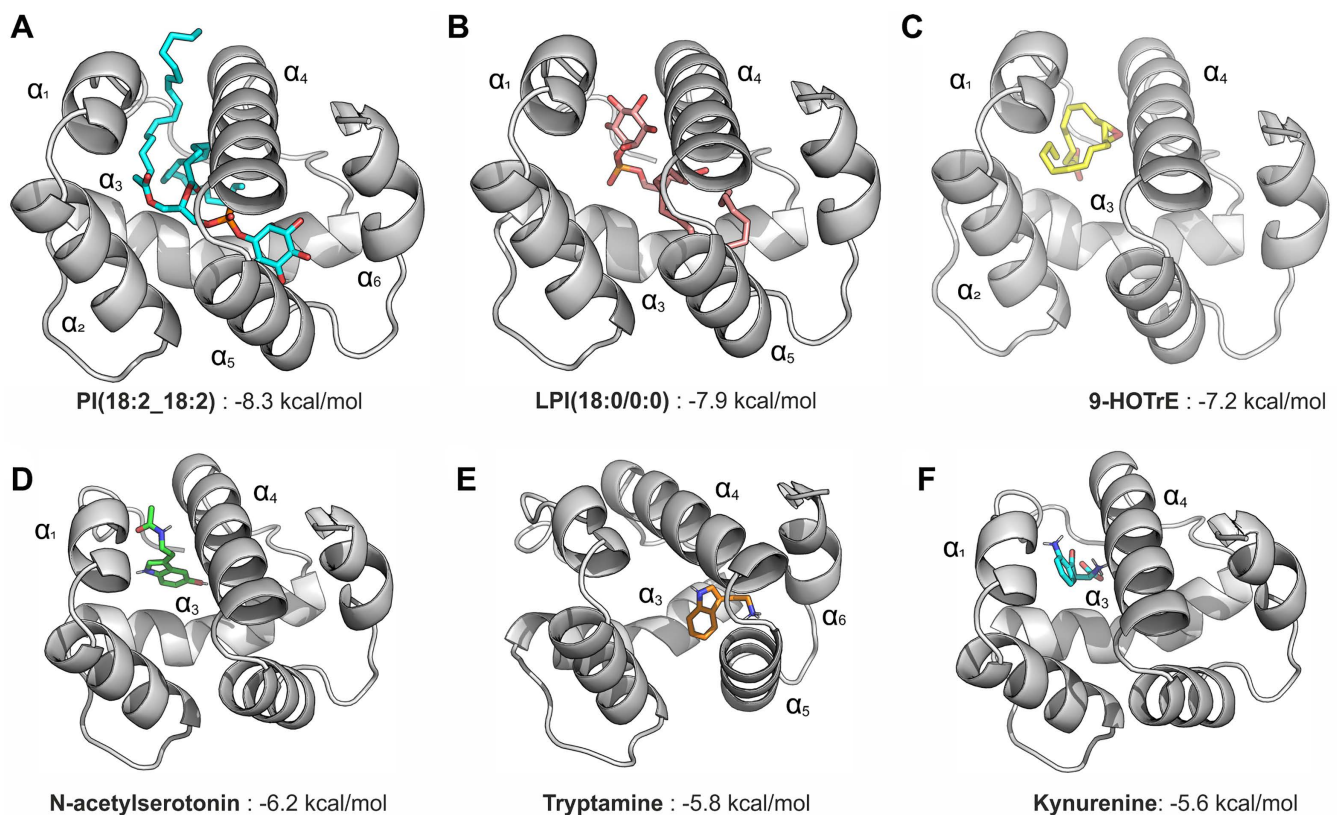 A
B
C
α₁
α₄
α₃
α₂
α₆
α₅
α₁
α₄
α₃
α₅
α₁
α₄
α₃
α₂
PI(18:2_18:2) : -8.3 kcal/mol
LPI(18:0/0:0) : -7.9 kcal/mol
9-HOTrE : -7.2 kcal/mol
D
E
F
α₁
α₄
α₃
α₄
α₃
α₆
α₅
α₁
α₄
α₃
N-acetylserotonin : -6.2 kcal/mol
Tryptamine : -5.8 kcal/mol
Kynurenine: -5.6 kcal/mol